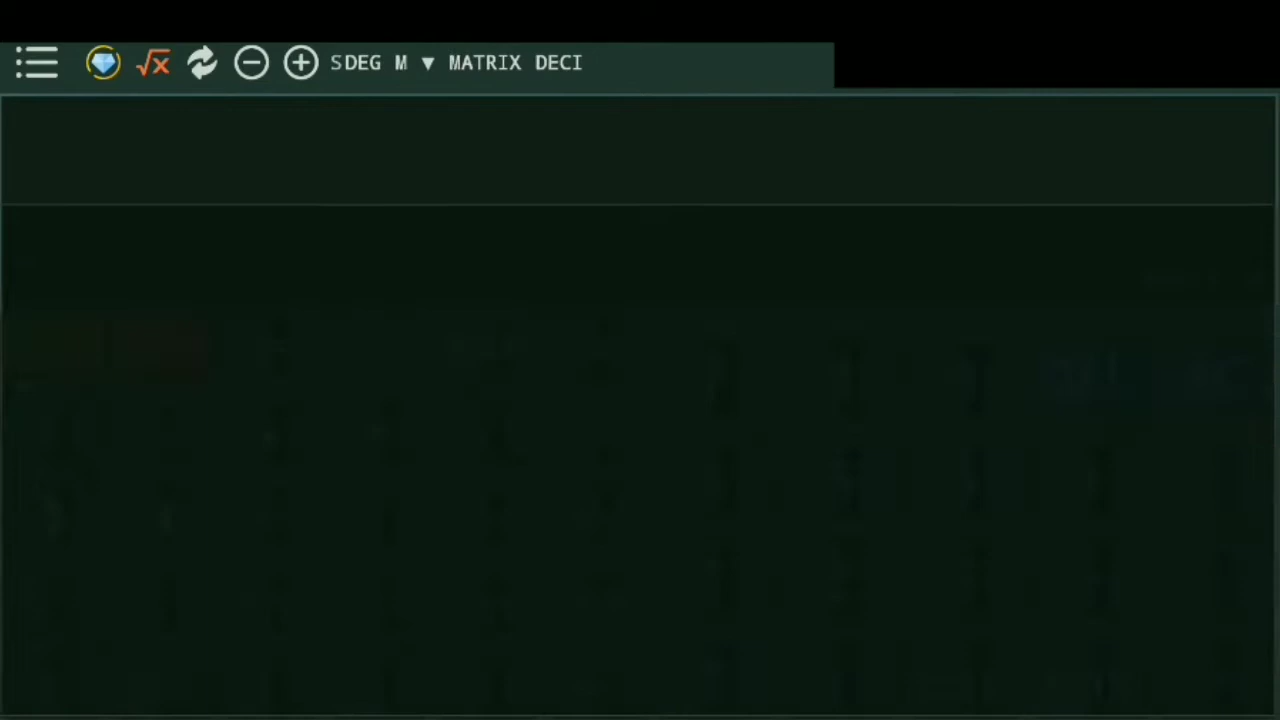 √x SDEG M ▼ MATRIX DECI